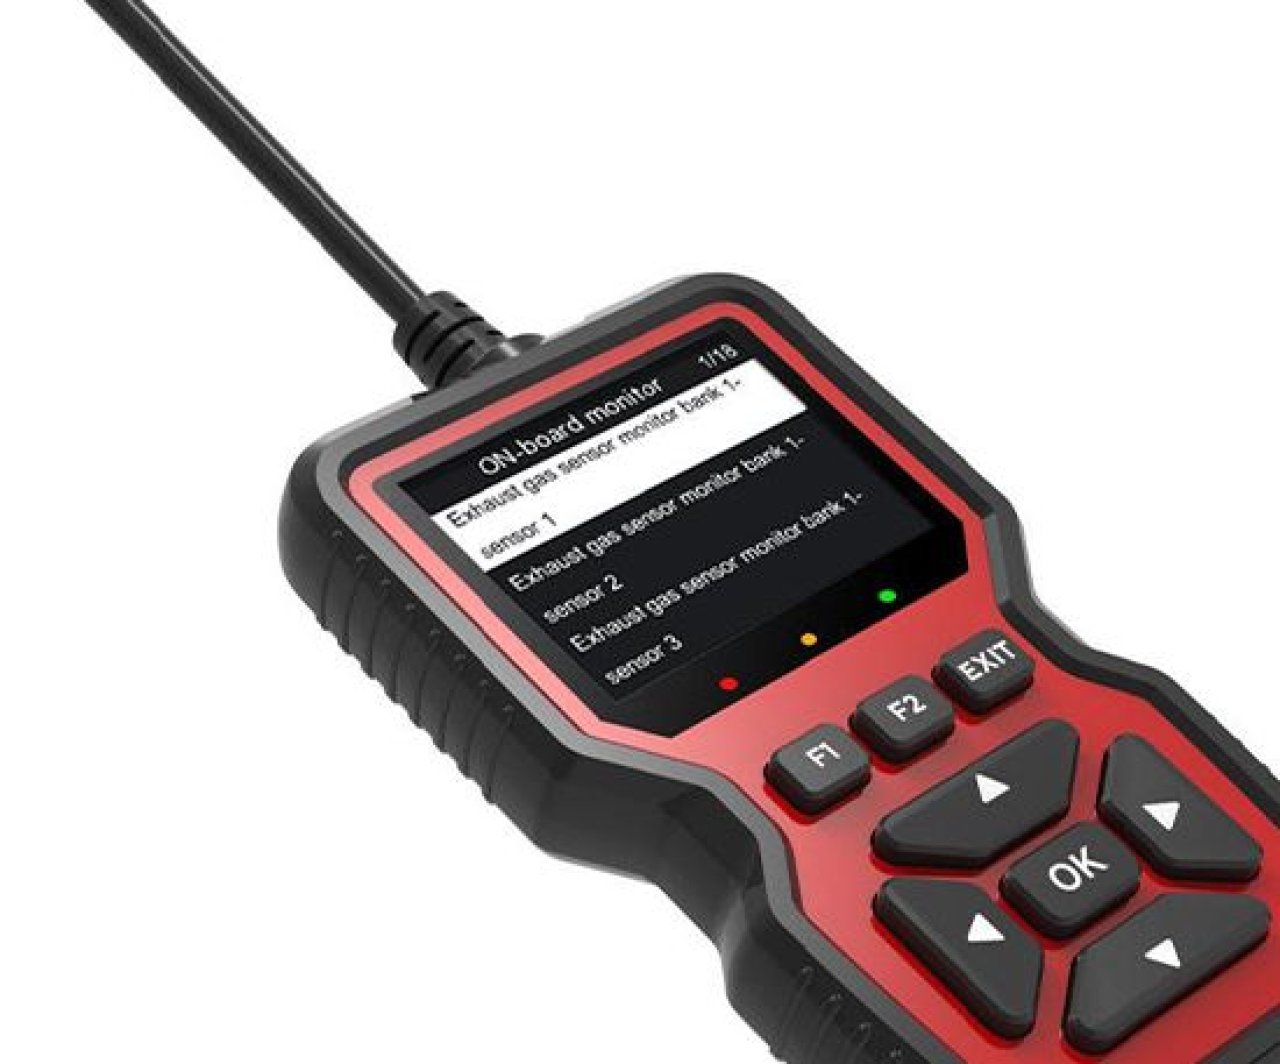 ON-board monitor 1/18
Exhaust gas sensor monitor bank 1-
sensor 1
Exhaust gas sensor monitor bank 1-
sensor 2
Exhaust gas sensor monitor bank 1-
sensor 3
F1 F2 EXIT
OK